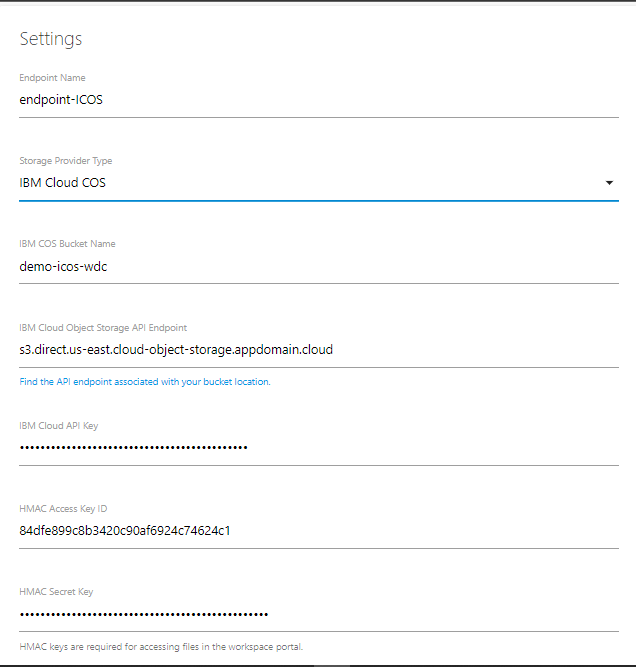 Settings
Endpoint Name
endpoint-ICOS
Storage Provider Type
IBM Cloud COS
IBM COS Bucket Name
demo-icos-wdc
IBM Cloud Object Storage API Endpoint
s3.direct.us-east.cloud-object-storage.appdomain.cloud
Find the API endpoint associated with your bucket location.
IBM Cloud API Key
••••••••••••••••••••••••••••••••••••••••••••
HMAC Access Key ID
84dfe899c8b3420c90af6924c74624c1
HMAC Secret Key
••••••••••••••••••••••••••••••••••••••••••••••••
HMAC keys are required for accessing files in the workspace portal.